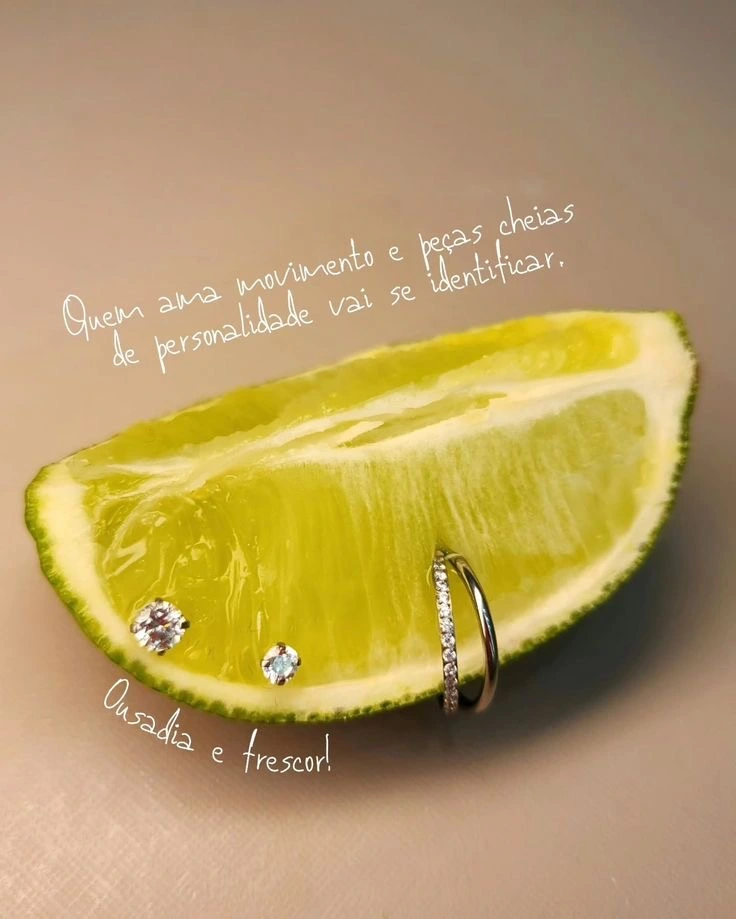 Quem ama movimento e peças cheias
de personalidade vai se identificar.
Ousadia e frescor!